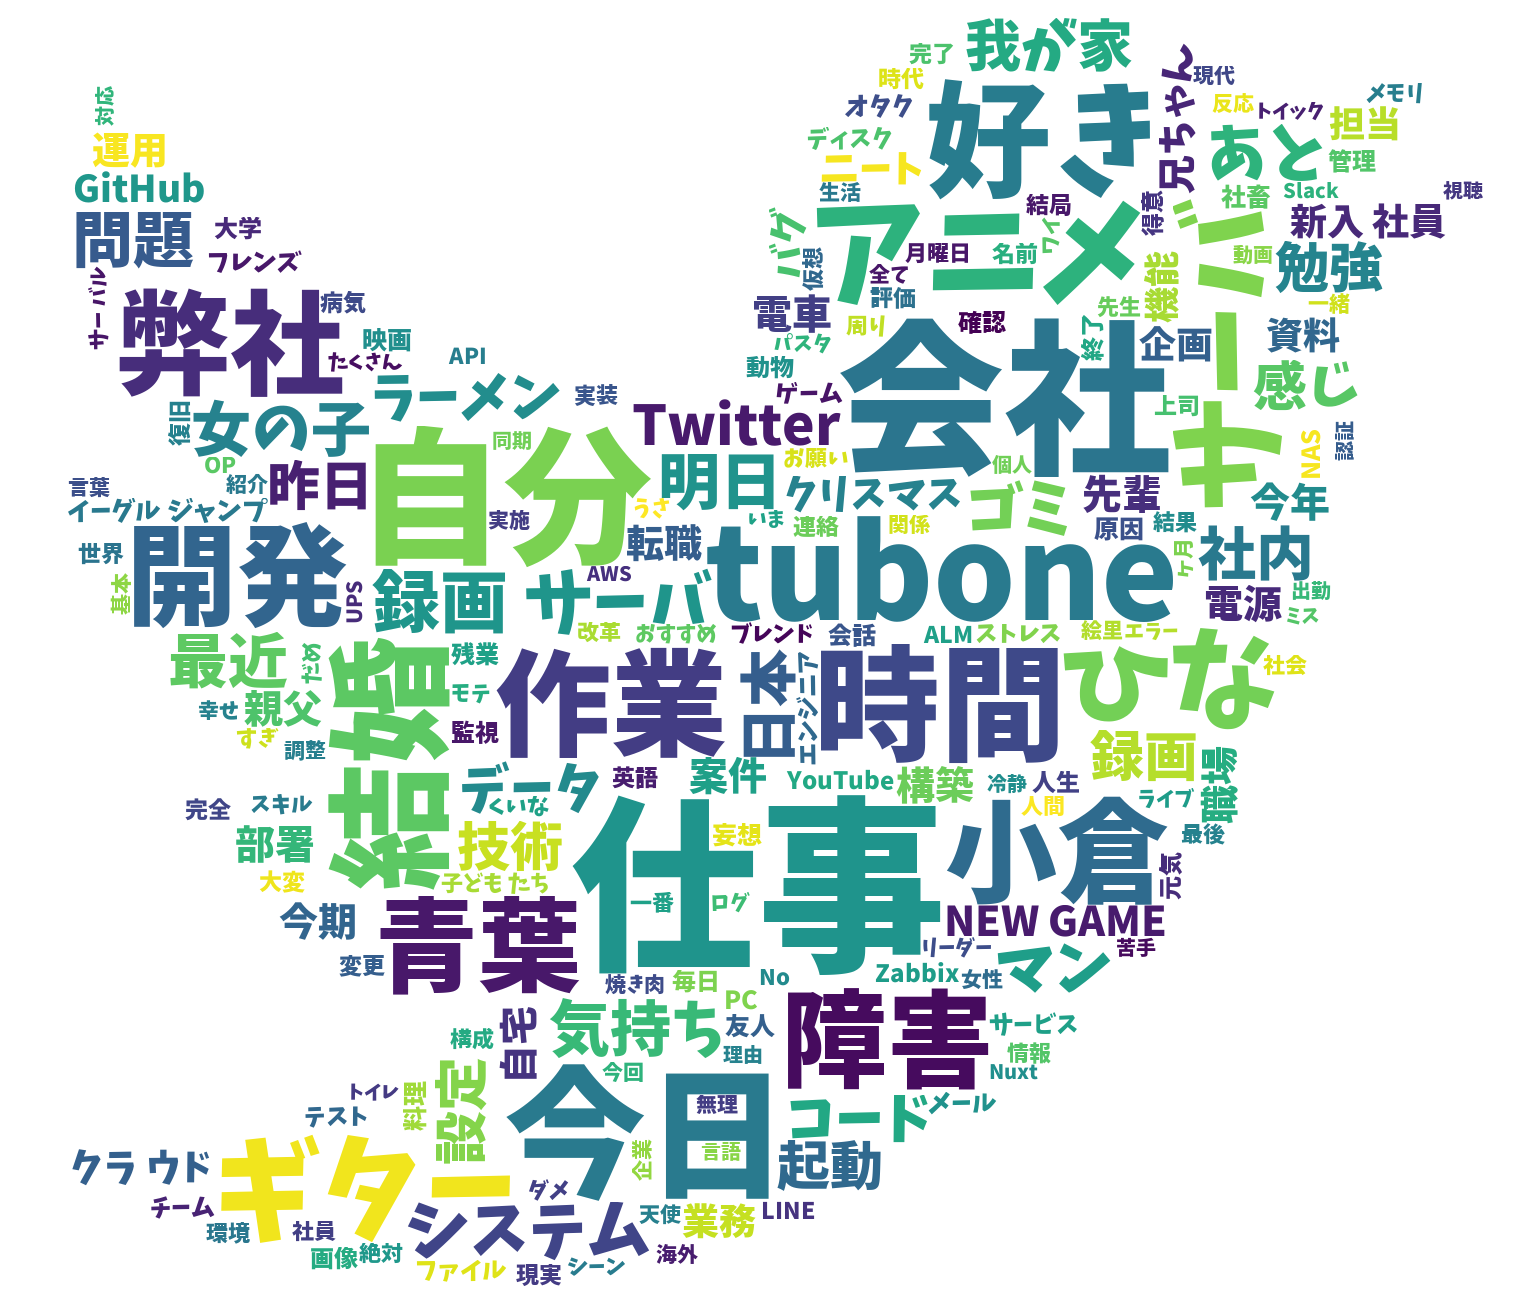 我が家
完了
時代
現代
対応
オタク
反応
トイック
メモリ
好き
兄ちゃん
あと
担当
運用
ディスク
ニート
管理
GitHub
生活
社畜
Slack
視聴
問題
大学
バグ
アニメ
結局
得意
ミーティング
新入 社員
フレンズ
仮想
月曜日
名前
ワイ
機能
動画
勉強
サーバル
弊社
病気
全て
評価
先生
一緒
電車
周り
確認
終了
企画
資料
映画
たくさん
API
パスタ
動物
会社
感じ
ラーメン
実装
ゲーム
上司
復旧
女の子
Twitter
同期
自分
お願い
個人
キー
NAS
認証
OP
昨日
明日
紹介
言葉
クリスマス
ゴミ
先輩
今年
イーグル ジャンプ
実施
うさ
いま
連絡
関係
原因
結果
開発
転職
tubone
社内
世界
ヶ月
基本
UPS
録画
サーバ
AWS
電源
出勤
ミス
改革
おすすめ
ブレンド
会話
ALM
ストレス
絵里
エラー
最近
だめ
結婚
残業
作業
日本
エンジニア
時間
ひな
社会
幸せ
親父
モテ
すぎ
調整
監視
録画
職場
データ
英語
案件
YouTube
構築
冷静
人生
完全
スキル
くいな
人間
ライブ
部署
技術
妄想
仕事
小倉
最後
大変
子ども たち
元気
今期
青葉
一番
ログ
NEW GAME
変更
リーダー
マン
苦手
焼き肉
毎日
No
Zabbix
女性
PC
障害
自宅
気持ち
友人
サービス
構成
理由
情報
設定
今回
Nuxt
トイレ
料理
今日
無理
コード
メール
テスト
企業
言語
起動
クラ ウド
ギター
ダメ
チーム
システム
天使
業務
LINE
環境
社員
画像
絶対
海外
ファイル
現実
シーン